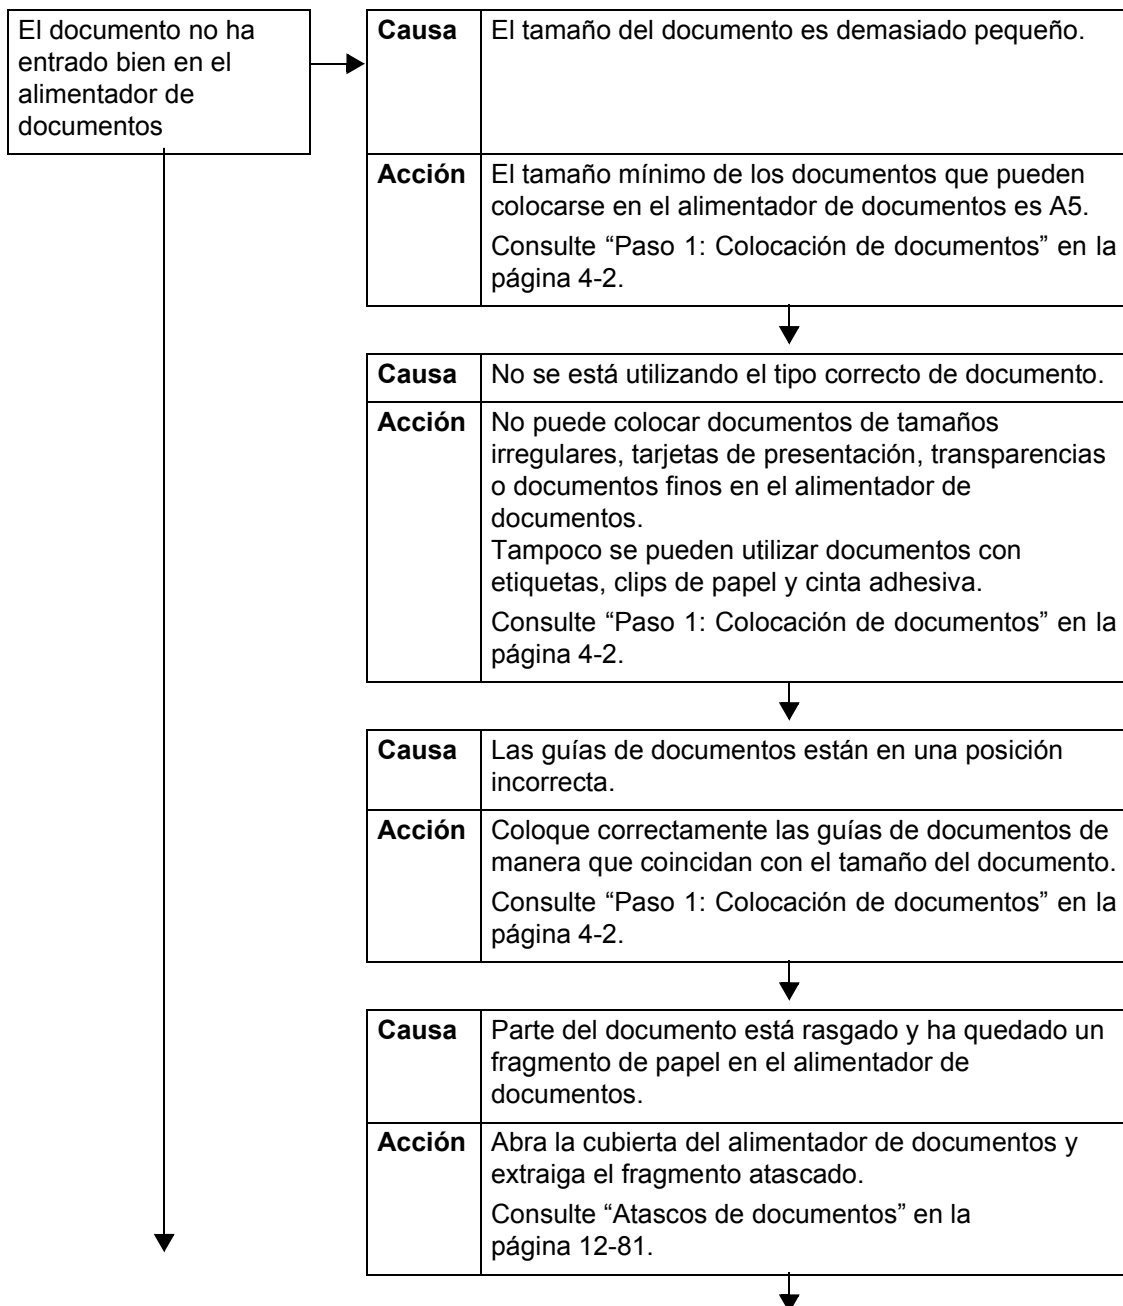 El documento no ha
entrado bien en el
alimentador de
documentos
Causa El tamaño del documento es demasiado pequeño.
Acción El tamaño mínimo de los documentos que pueden
colocarse en el alimentador de documentos es A5.
Consulte “Paso 1: Colocación de documentos” en la
página 4-2.
Causa No se está utilizando el tipo correcto de documento.
Acción No puede colocar documentos de tamaños
irregulares, tarjetas de presentación, transparencias
o documentos finos en el alimentador de
documentos.
Tampoco se pueden utilizar documentos con
etiquetas, clips de papel y cinta adhesiva.
Consulte “Paso 1: Colocación de documentos” en la
página 4-2.
Causa Las guías de documentos están en una posición
incorrecta.
Acción Coloque correctamente las guías de documentos de
manera que coincidan con el tamaño del documento.
Consulte “Paso 1: Colocación de documentos” en la
página 4-2.
Causa Parte del documento está rasgado y ha quedado un
fragmento de papel en el alimentador de
documentos.
Acción Abra la cubierta del alimentador de documentos y
extraiga el fragmento atascado.
Consulte “Atascos de documentos” en la
página 12-81.